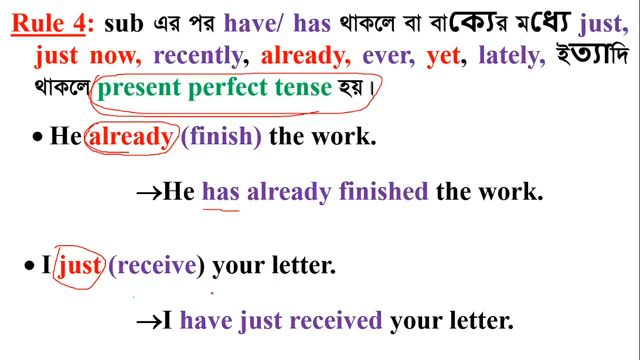 Rule 4: sub এর পর have/ has থাকলে বা বাক্যের মধ্যে just,
just now, recently, already, ever, yet, lately, ইত্যাদি
থাকলে present perfect tense হয়।
• He already (finish) the work.
→He has already finished the work.
• I just (receive) your letter.
→I have just received your letter.